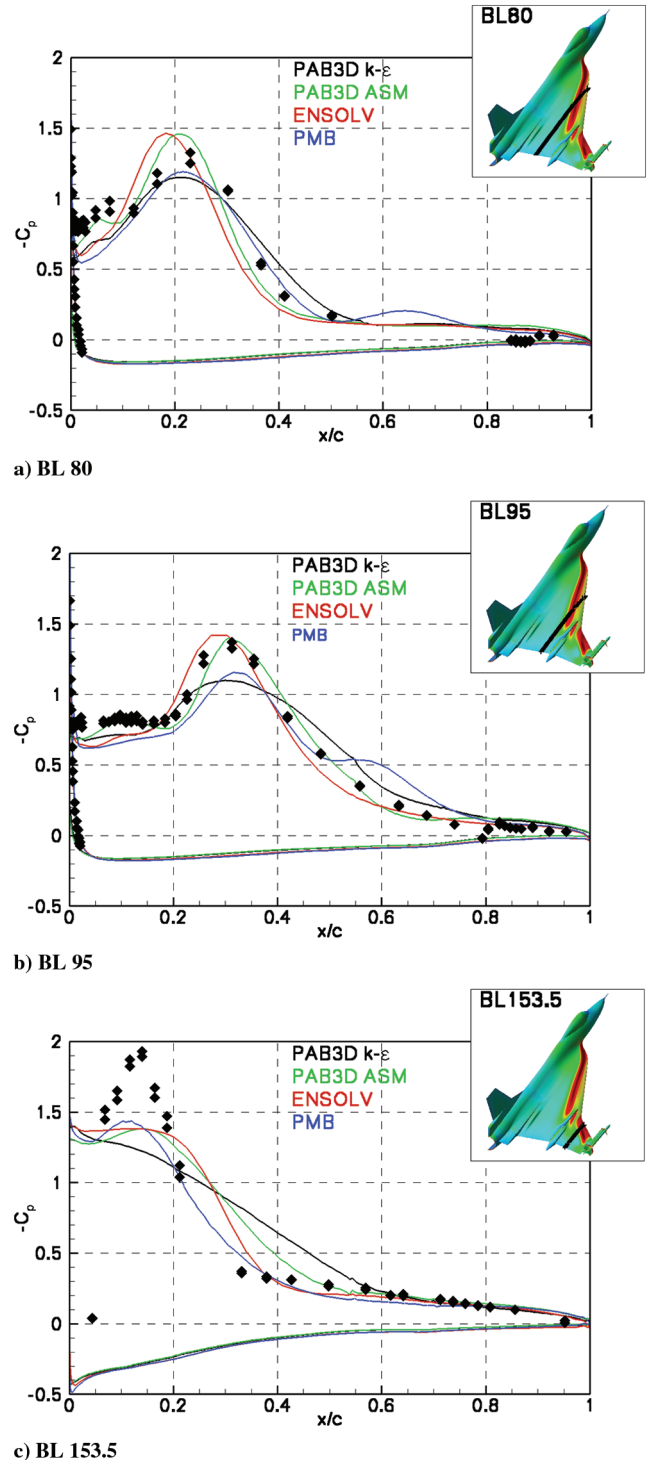 BL80
2
PAB3D k-ε
PAB3D ASM
ENSOLV
PMB
1.5
1
-Cp
0.5
0
-0.5
0 0.2 0.4 0.6 0.8 1
x/c
a) BL 80
BL95
2
PAB3D k-ε
PAB3D ASM
ENSOLV
PMB
1.5
1
-Cp
0.5
0
-0.5
0 0.2 0.4 0.6 0.8 1
x/c
b) BL 95
BL153.5
2
PAB3D k-ε
PAB3D ASM
ENSOLV
PMB
1.5
1
-Cp
0.5
0
-0.5
0 0.2 0.4 0.6 0.8 1
x/c
c) BL 153.5